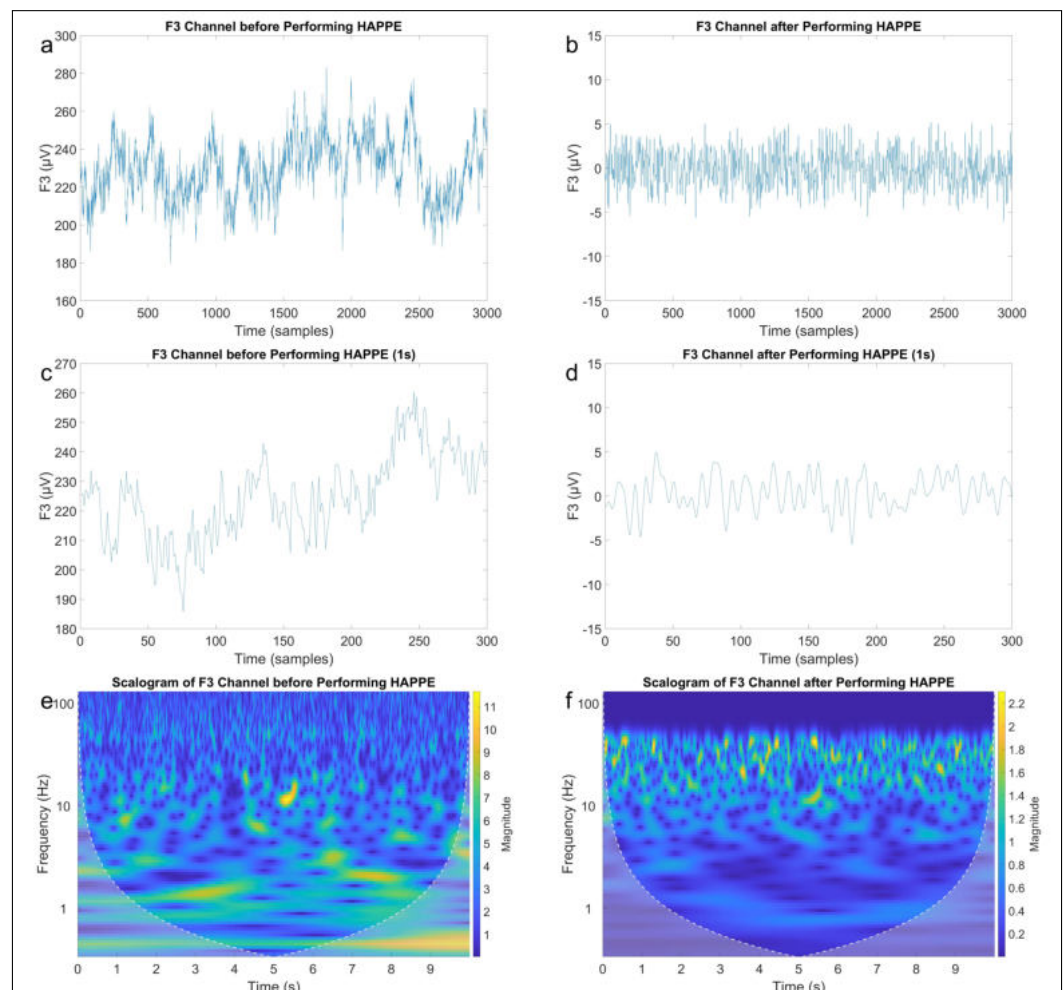 a
F3 Channel before Performing HAPPE
300
280
260
240
220
200
180
160
F3 (µV)
0 500 1000 1500 2000 2500 3000
Time (samples)
b
F3 Channel after Performing HAPPE
15
10
5
0
-5
-10
-15
F3 (µV)
0 500 1000 1500 2000 2500 3000
Time (samples)
c
F3 Channel before Performing HAPPE (1s)
270
260
250
240
230
220
210
200
190
180
F3 (µV)
0 50 100 150 200 250 300
Time (samples)
d
F3 Channel after Performing HAPPE (1s)
15
10
5
0
-5
-10
-15
F3 (µV)
0 50 100 150 200 250 300
Time (samples)
e
Scalogram of F3 Channel before Performing HAPPE
100
10
1
Frequency (Hz)
0 1 2 3 4 5 6 7 8 9
Time (s)
11
10
9
8
7
6
5
4
3
2
1
Magnitude
f
Scalogram of F3 Channel after Performing HAPPE
100
10
1
Frequency (Hz)
0 1 2 3 4 5 6 7 8 9
Time (s)
2.2
2
1.8
1.6
1.4
1.2
1
0.8
0.6
0.4
0.2
Magnitude